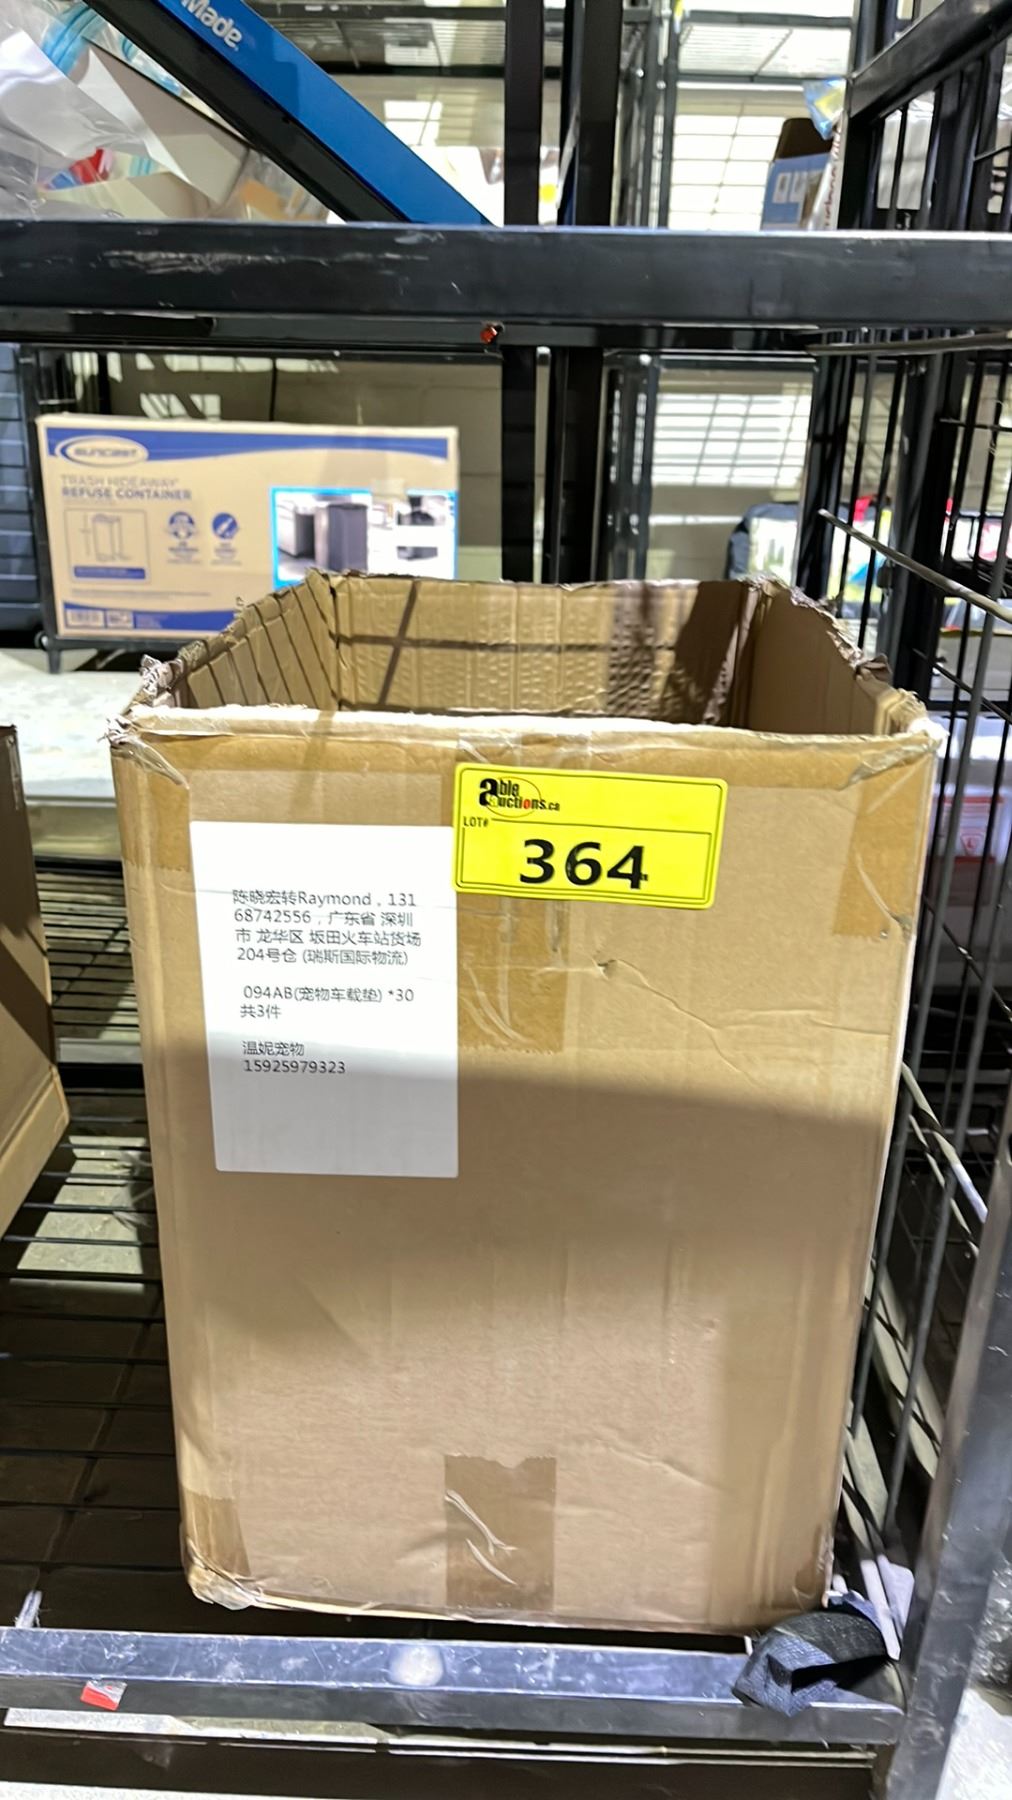 Made
SUNCAST
TRASH HIDEAWAY
REFUSE CONTAINER
able
auctions.ca
LOT#
364
陈晓宏转Raymond，131
68742556，广东省 深圳
市 龙华区 坂田火车站货场
204号仓 (瑞斯国际物流)
094AB(宠物车载垫) *30
共3件
温妮宠物
15925979323